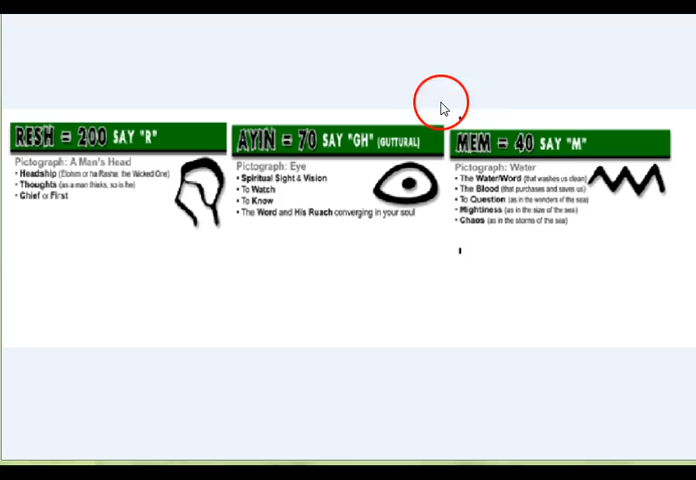 RESH = 200 SAY "R"
Pictograph: A Man's Head
• Headship (Elohim or ha'Rasha, the Wicked One)
• Thoughts (as a man thinks, so is he)
• Chief or First
AYIN = 70 SAY "GH" (GUTTURAL)
Pictograph: Eye
• Spiritual Sight & Vision
• To Watch
• To Know
• The Word and His Ruach converging in your soul
MEM = 40 SAY "M"
Pictograph: Water
• The Water/Word (that washes us clean)
• The Blood (that purchases and saves us)
• To Question (as in the wonders of the sea)
• Mightiness (as in the size of the sea)
• Chaos (as in the storms of the sea)